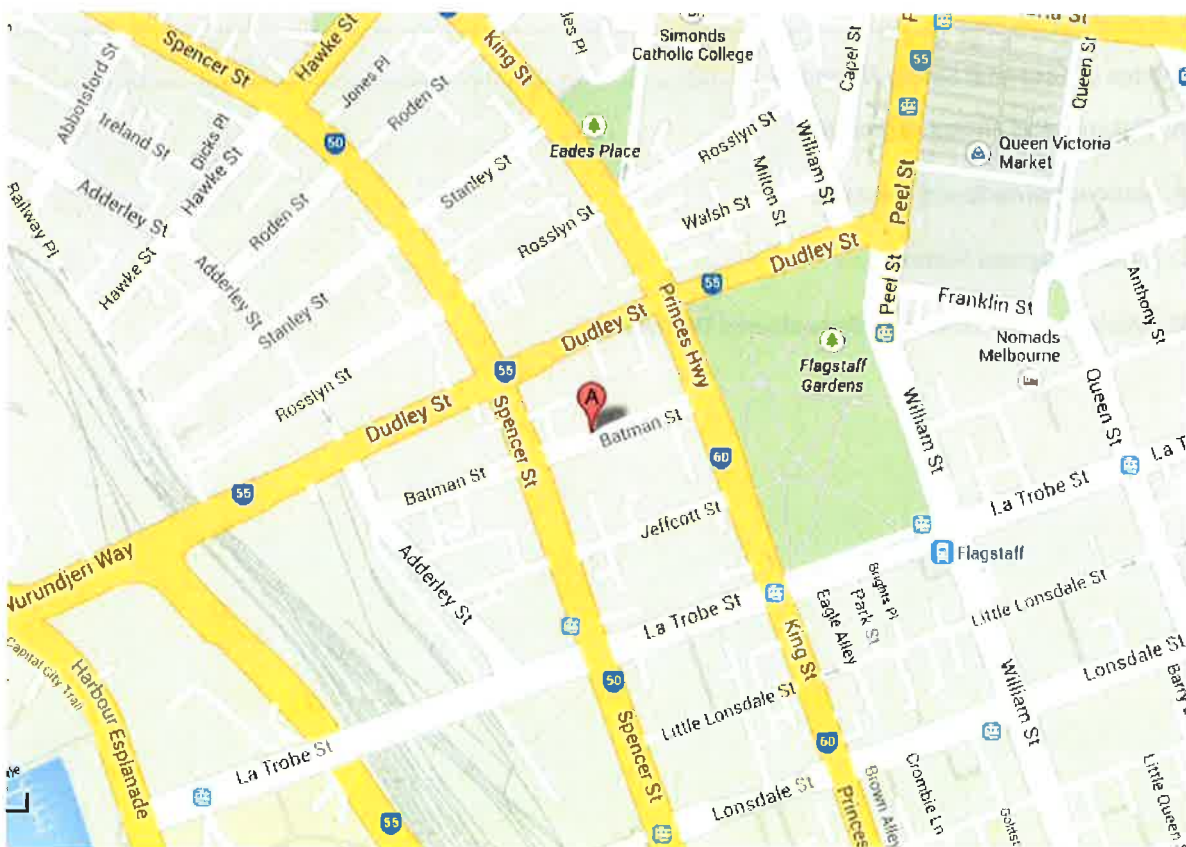 Spencer St
Hawke St
King St
Simonds
Catholic College
Capel St
55
Queen St
Abbotsford St
Jones Pl
Ireland St
Dicks Pl
Roden St
50
Eades Place
Rosslyn St
William St
Queen Victoria
Market
Hawke St
Adderley St
Stanley St
Milton St
Peel St
Railway Pl
Roden St
Rosslyn St
Walsh St
Dudley St
Hawke St
Adderley St
Stanley St
55
Princes Hwy
Peel St
Franklin St
Anthony St
Dudley St
Flagstaff
Gardens
Nomads
Melbourne
55
Rosslyn St
Dudley St
Spencer St
A
Batman St
William St
Queen St
60
La Trobe St
Batman St
55
Jeffcott St
Adderley St
Flagstaff
Wurundjeri Way
La Trobe St
Brights Pl
Park St
Eagle Alley
Little Lonsdale St
King St
Capital City Trail
Harbour Esplanade
50
Lonsdale St
William St
Little Lonsdale St
Spencer St
60
La Trobe St
Crombie Ln
Brown Alley
Lonsdale St
Princes
55
Little Queen